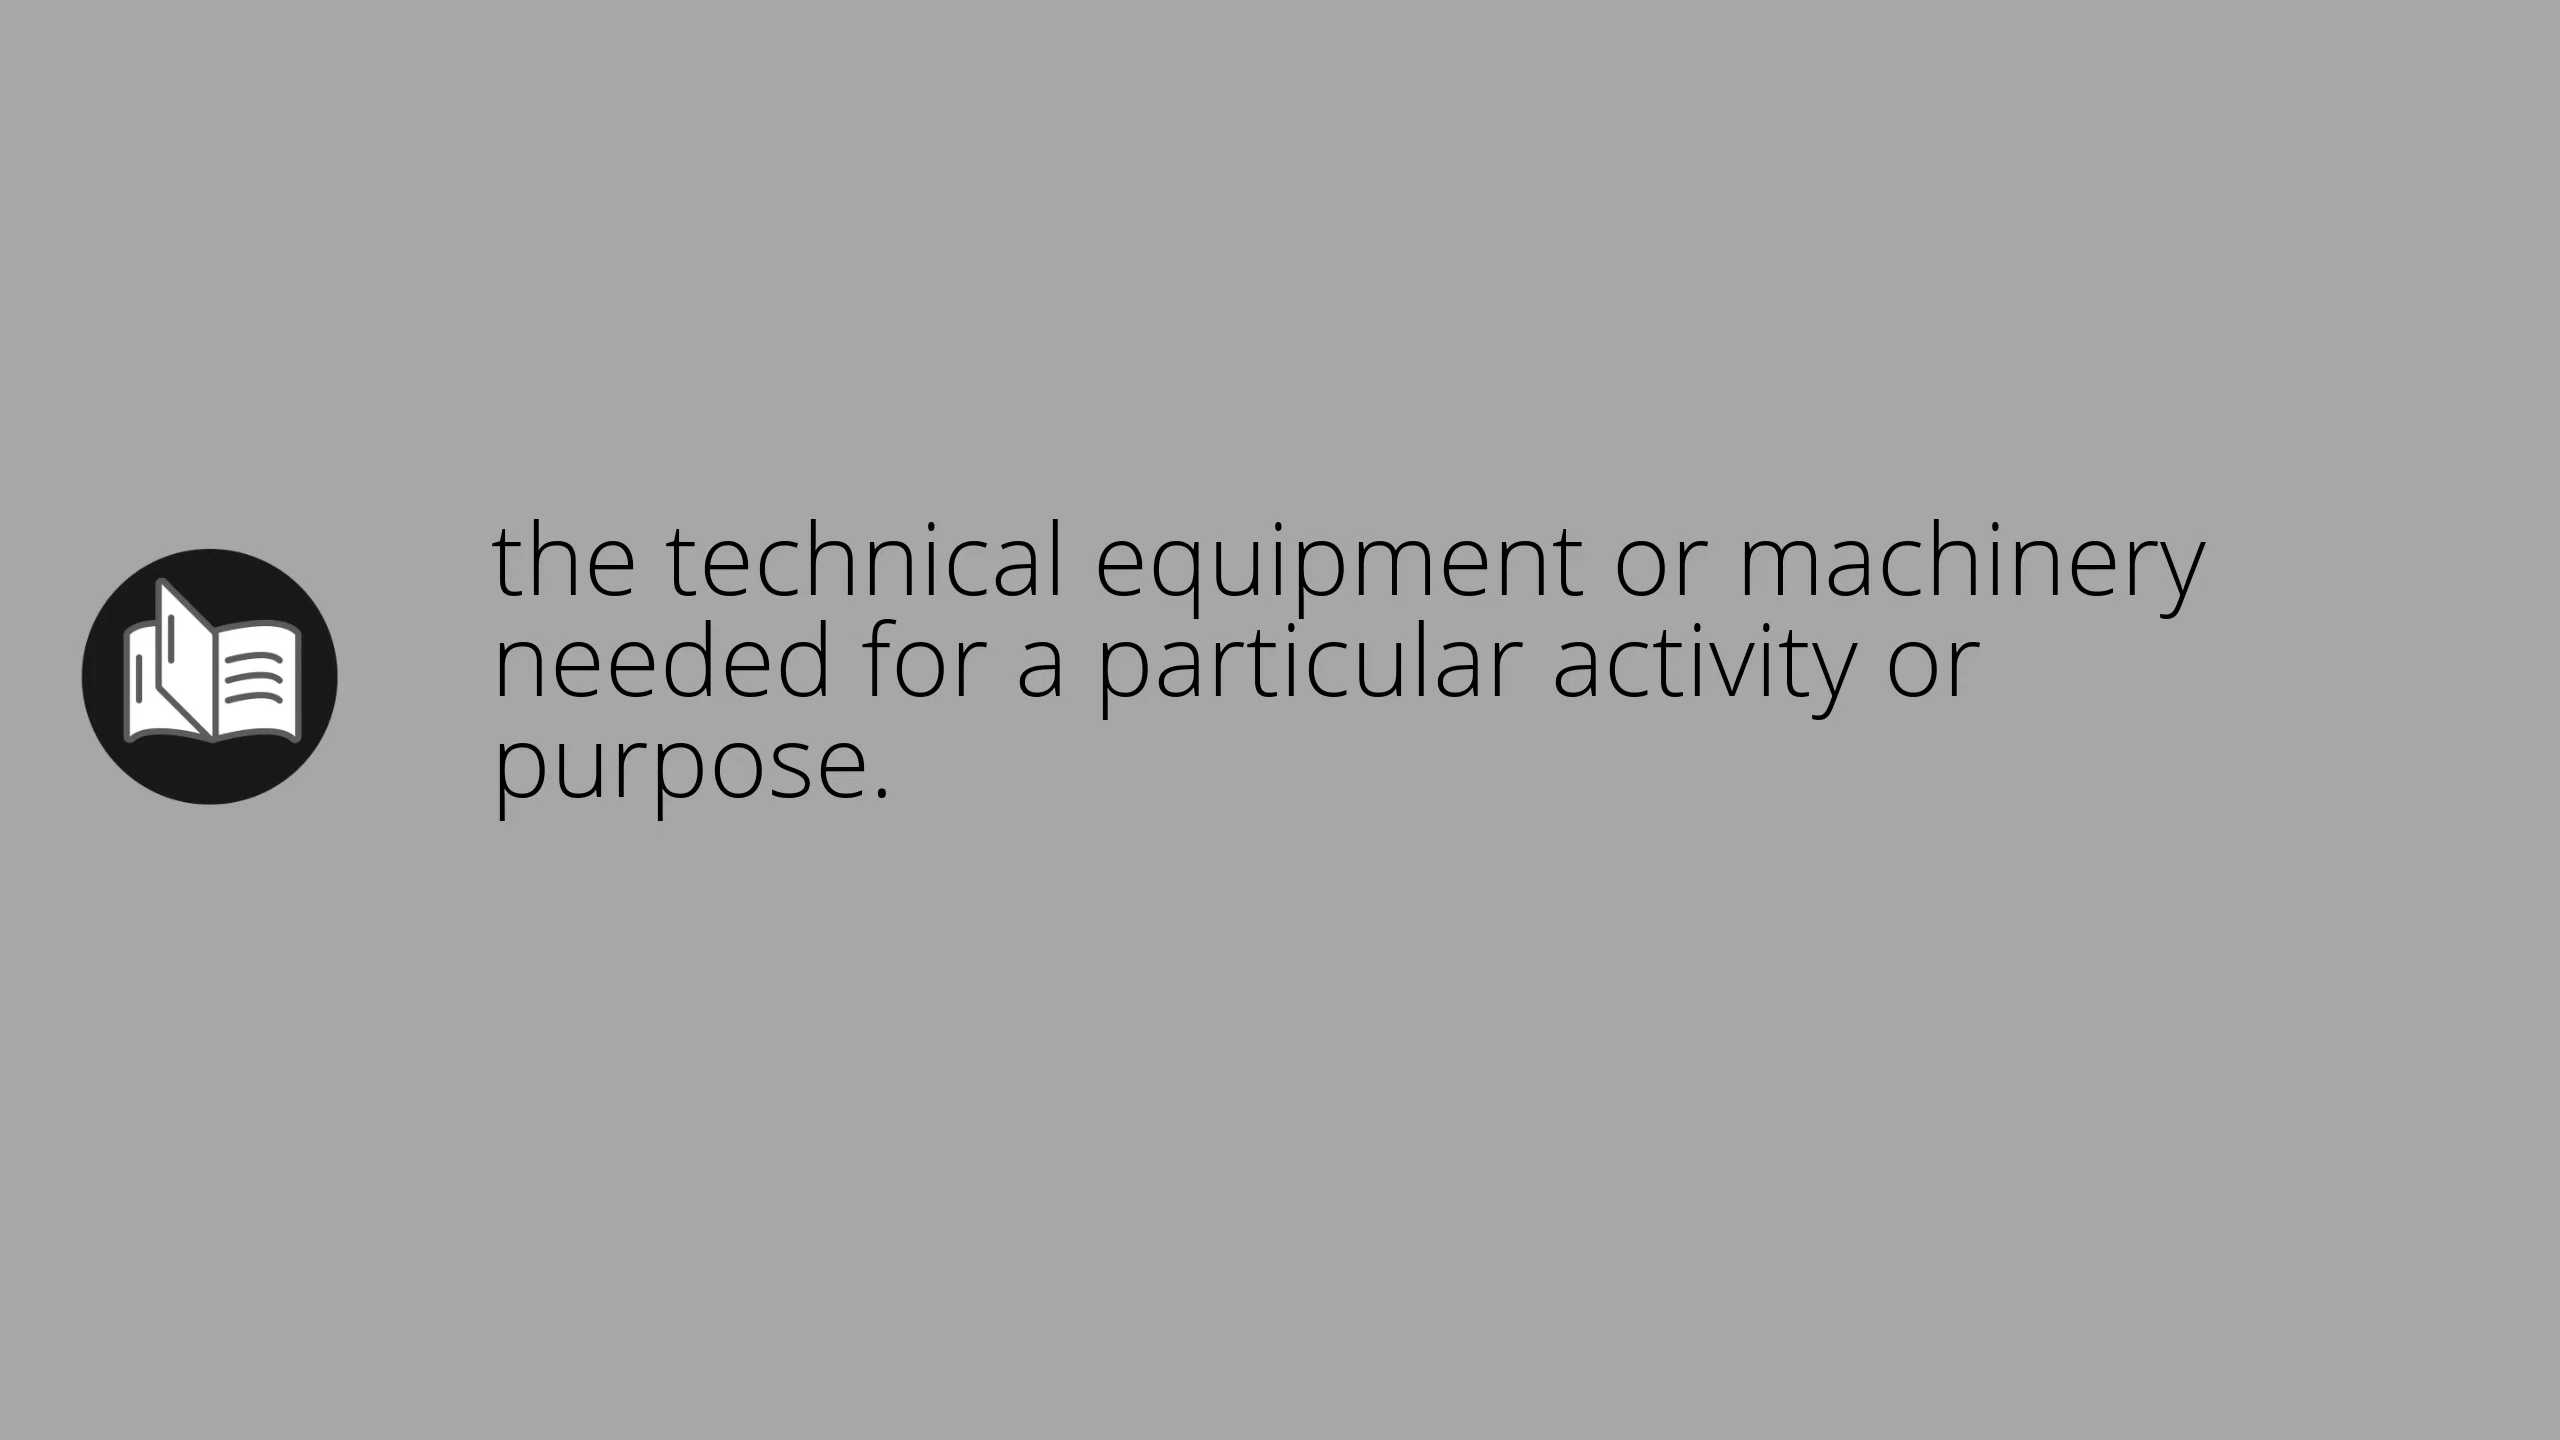 the technical equipment or machinery
needed for a particular activity or
purpose.